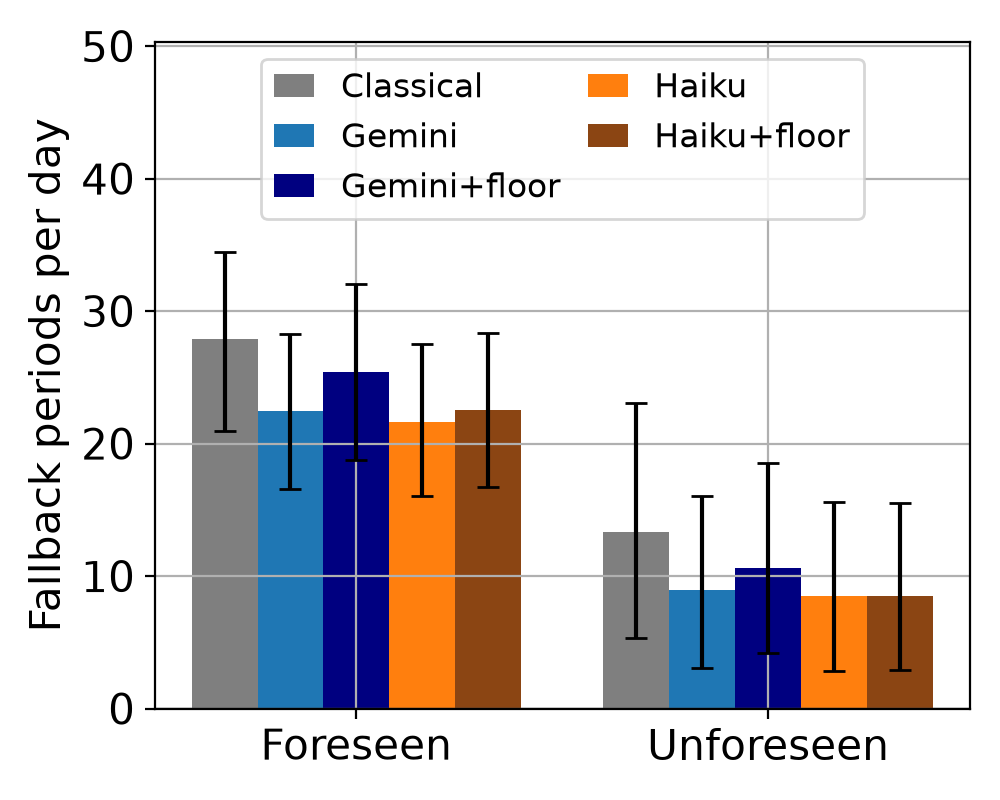 Fallback periods per day
50
40
30
20
10
0
Classical
Gemini
Gemini+floor
Haiku
Haiku+floor
Foreseen
Unforeseen